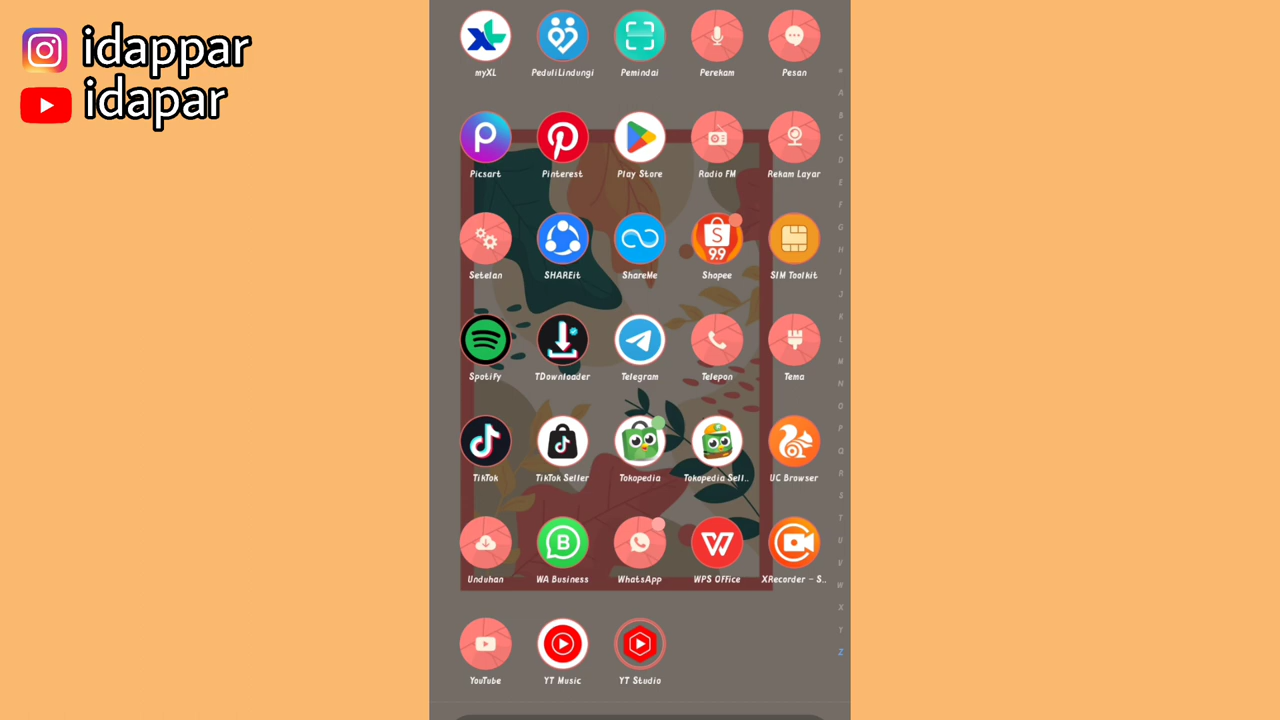 idappar
idapar
myXL PeduliLindungi Pemindai Perekam Pesan
Picsart Pinterest Play Store Radio FM Rekam Layar
Setelan SHAREit ShareMe Shopee SIM Toolkit
S
9.9
Spotify TDownloader Telegram Telepon Tema
TikTok TikTok Seller Tokopedia Tokopedia Sell.. UC Browser
B
Unduhan WA Business WhatsApp WPS Office XRecorder - S..
YouTube YT Music YT Studio
#
A
B
C
D
E
F
G
H
I
J
K
L
M
N
O
P
Q
R
S
T
U
V
W
X
Y
Z